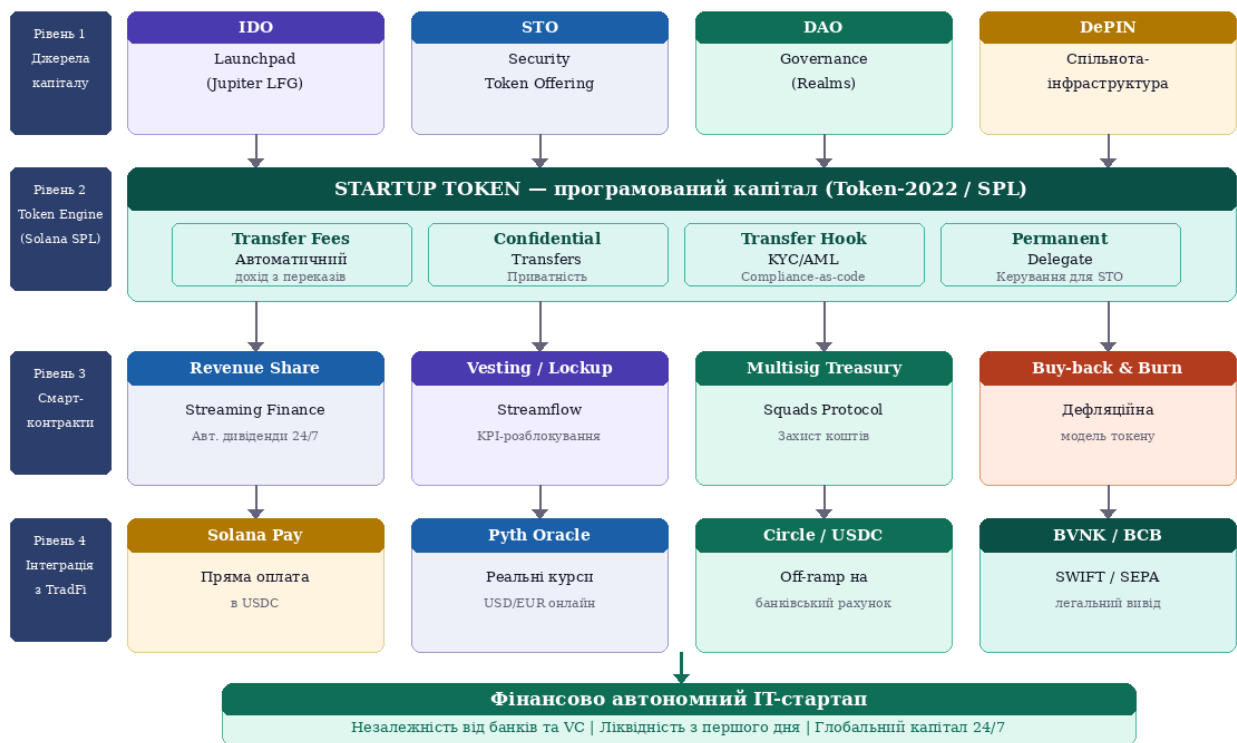 Рівень 1
Джерела
капіталу
IDO
Launchpad
(Jupiter LFG)
STO
Security
Token Offering
DAO
Governance
(Realms)
DePIN
Спільнота-
інфраструктура
Рівень 2
Token Engine
(Solana SPL)
STARTUP TOKEN — програмований капітал (Token-2022 / SPL)
Transfer Fees
Автоматичний
дохід з переказів
Confidential
Transfers
Приватність
Transfer Hook
KYC/AML
Compliance-as-code
Permanent
Delegate
Керування для STO
Рівень 3
Смарт-
контракти
Revenue Share
Streaming Finance
Авт. дивіденди 24/7
Vesting / Lockup
Streamflow
KPI-розблокування
Multisig Treasury
Squads Protocol
Захист коштів
Buy-back & Burn
Дефляційна
модель токену
Рівень 4
Інтеграція
з TradFi
Solana Pay
Пряма оплата
в USDC
Pyth Oracle
Реальні курси
USD/EUR онлайн
Circle / USDC
Off-ramp на
банківський рахунок
BVNK / BCB
SWIFT / SEPA
легальний вивід
Фінансово автономний IT-стартап
Незалежність від банків та VC | Ліквідність з першого дня | Глобальний капітал 24/7